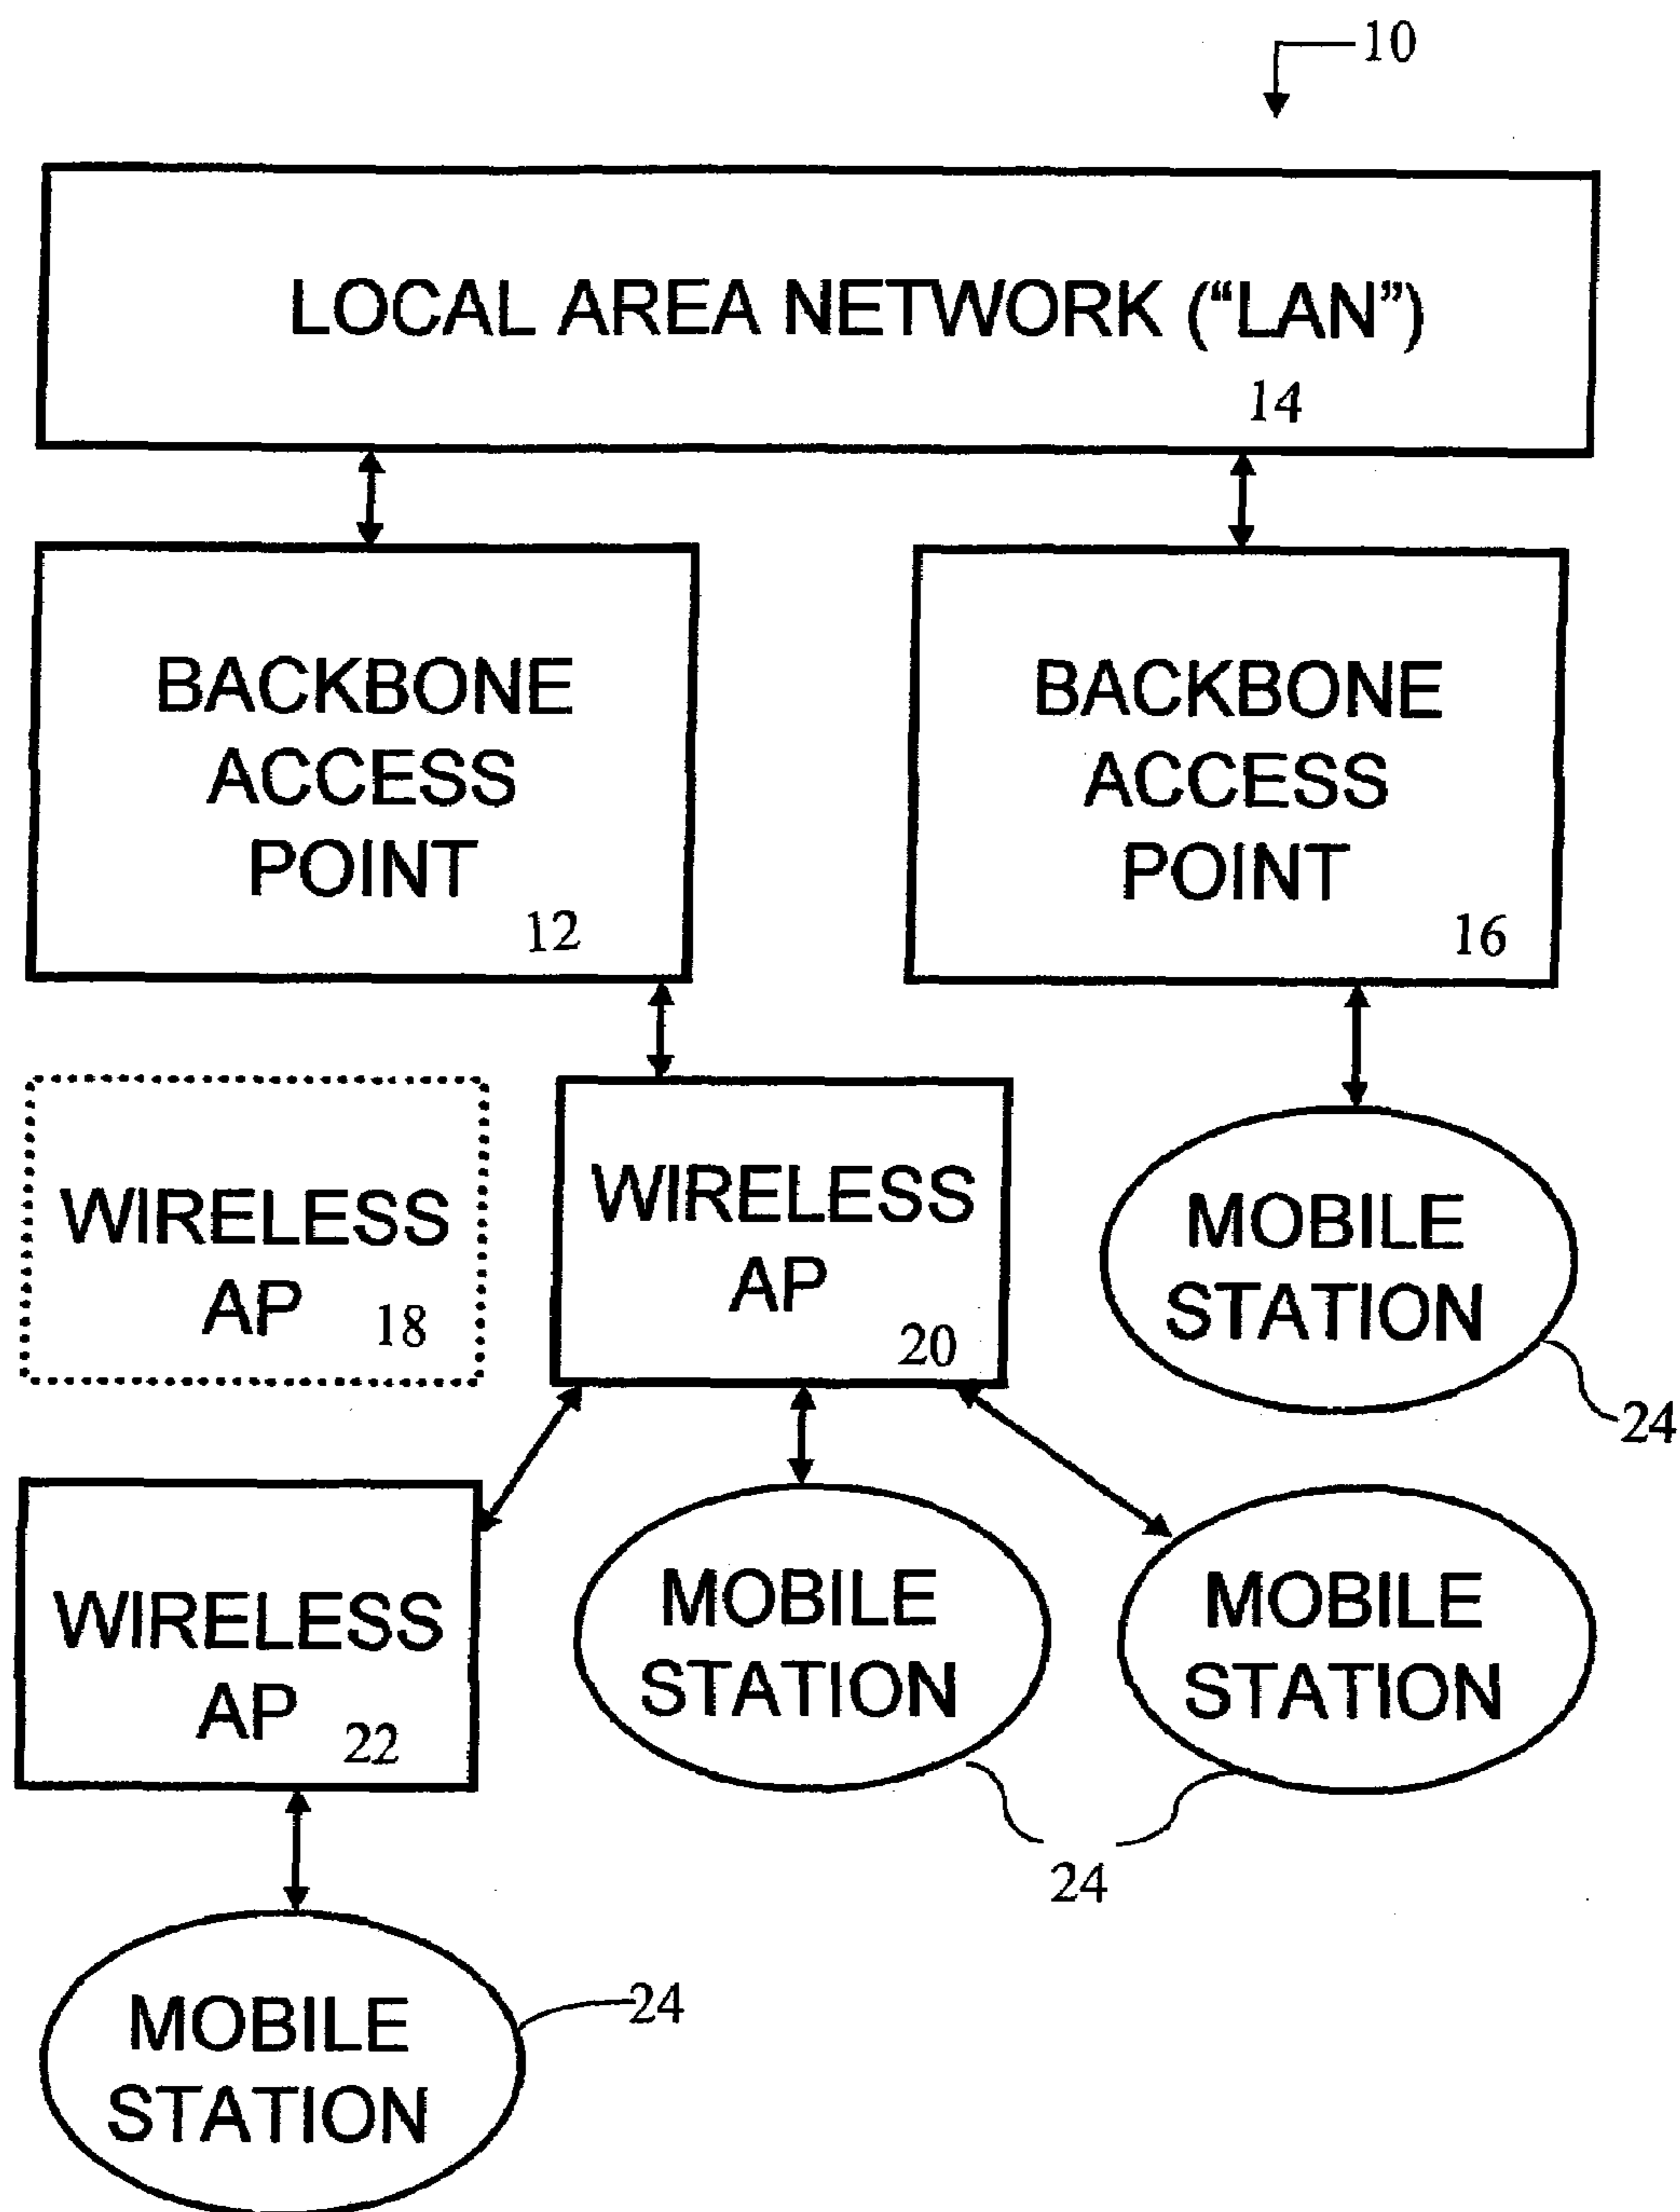 10
LOCAL AREA NETWORK (“LAN”)
14
BACKBONE
ACCESS
POINT
12
BACKBONE
ACCESS
POINT
16
WIRELESS
AP
18
WIRELESS
AP
20
MOBILE
STATION
24
WIRELESS
AP
22
MOBILE
STATION
MOBILE
STATION
24
MOBILE
STATION
24